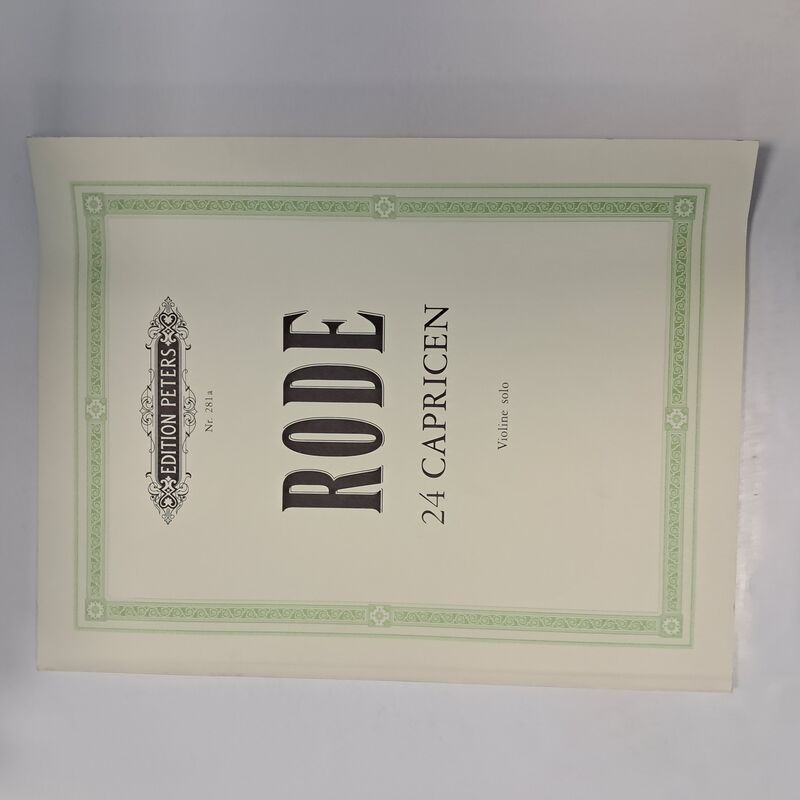 EDITION PETERS
Nr. 281a
RODE
24 CAPRICEN
Violine solo